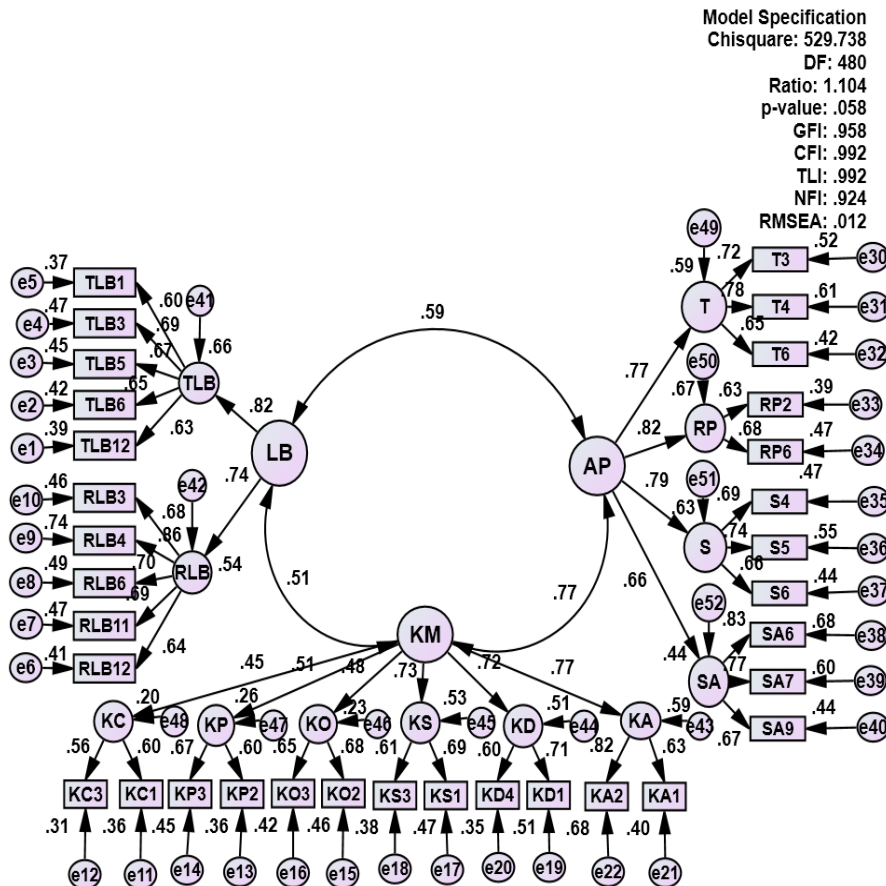 Model Specification
Chisquare: 529.738
DF: 480
Ratio: 1.104
p-value: .058
GFI: .958
CFI: .992
TLI: .992
NFI: .924
RMSEA: .012
e49
.59
.72
T3
.52
e30
T
.78
T4
.61
e31
.65
T6
.42
e32
.77
e50
.67
.63
RP2
.39
e33
.82
RP
.68
RP6
.47
e34
.47
e51
.79
.63
.69
S4
e35
S
.74
S5
.55
e36
.66
S6
.44
e37
.66
e52
.44
.83
SA6
.68
e38
SA
.77
SA7
.60
e39
.67
SA9
.44
e40
AP
.59
.37
e5
TLB1
.60
e41
.47
e4
TLB3
.69
.66
.45
e3
TLB5
.67
TLB
.42
e2
TLB6
.65
.39
e1
TLB12
.63
.82
LB
.74
.46
e10
RLB3
.68
e42
.74
e9
RLB4
.86
.54
.49
e8
RLB6
.70
RLB
.47
e7
RLB11
.69
.41
e6
RLB12
.64
.51
.77
KM
.45
.51
.48
.73
.72
.77
.20
KC
e48
.26
KP
e47
.23
KO
e46
.53
KS
e45
.51
KD
e44
.59
KA
e43
.56
.60
.67
.60
.65
.68
.61
.69
.60
.71
.82
.63
KC3
KC1
KP3
KP2
KO3
KO2
KS3
KS1
KD4
KD1
KA2
KA1
.31
.36
.45
.36
.42
.46
.38
.47
.35
.51
.68
.40
e12
e11
e14
e13
e16
e15
e18
e17
e20
e19
e22
e21